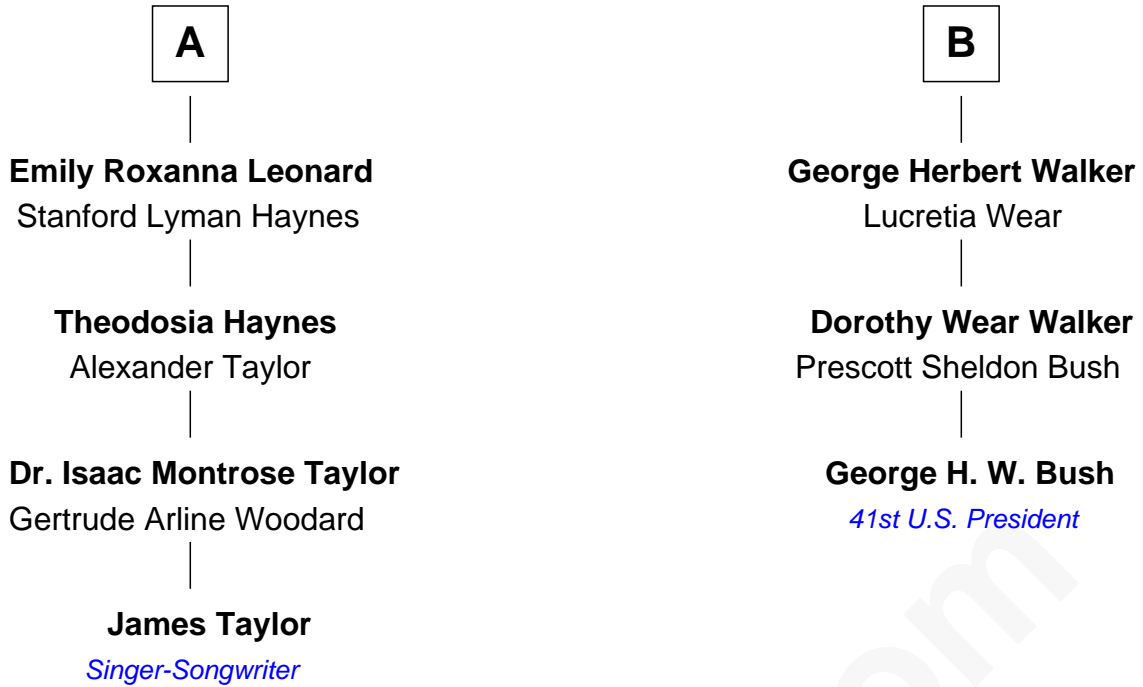 A
B
Emily Roxanna Leonard
Stanford Lyman Haynes
George Herbert Walker
Lucretia Wear
Theodosia Haynes
Alexander Taylor
Dorothy Wear Walker
Prescott Sheldon Bush
Dr. Isaac Montrose Taylor
Gertrude Arline Woodard
George H. W. Bush
41st U.S. President
James Taylor
Singer-Songwriter
om